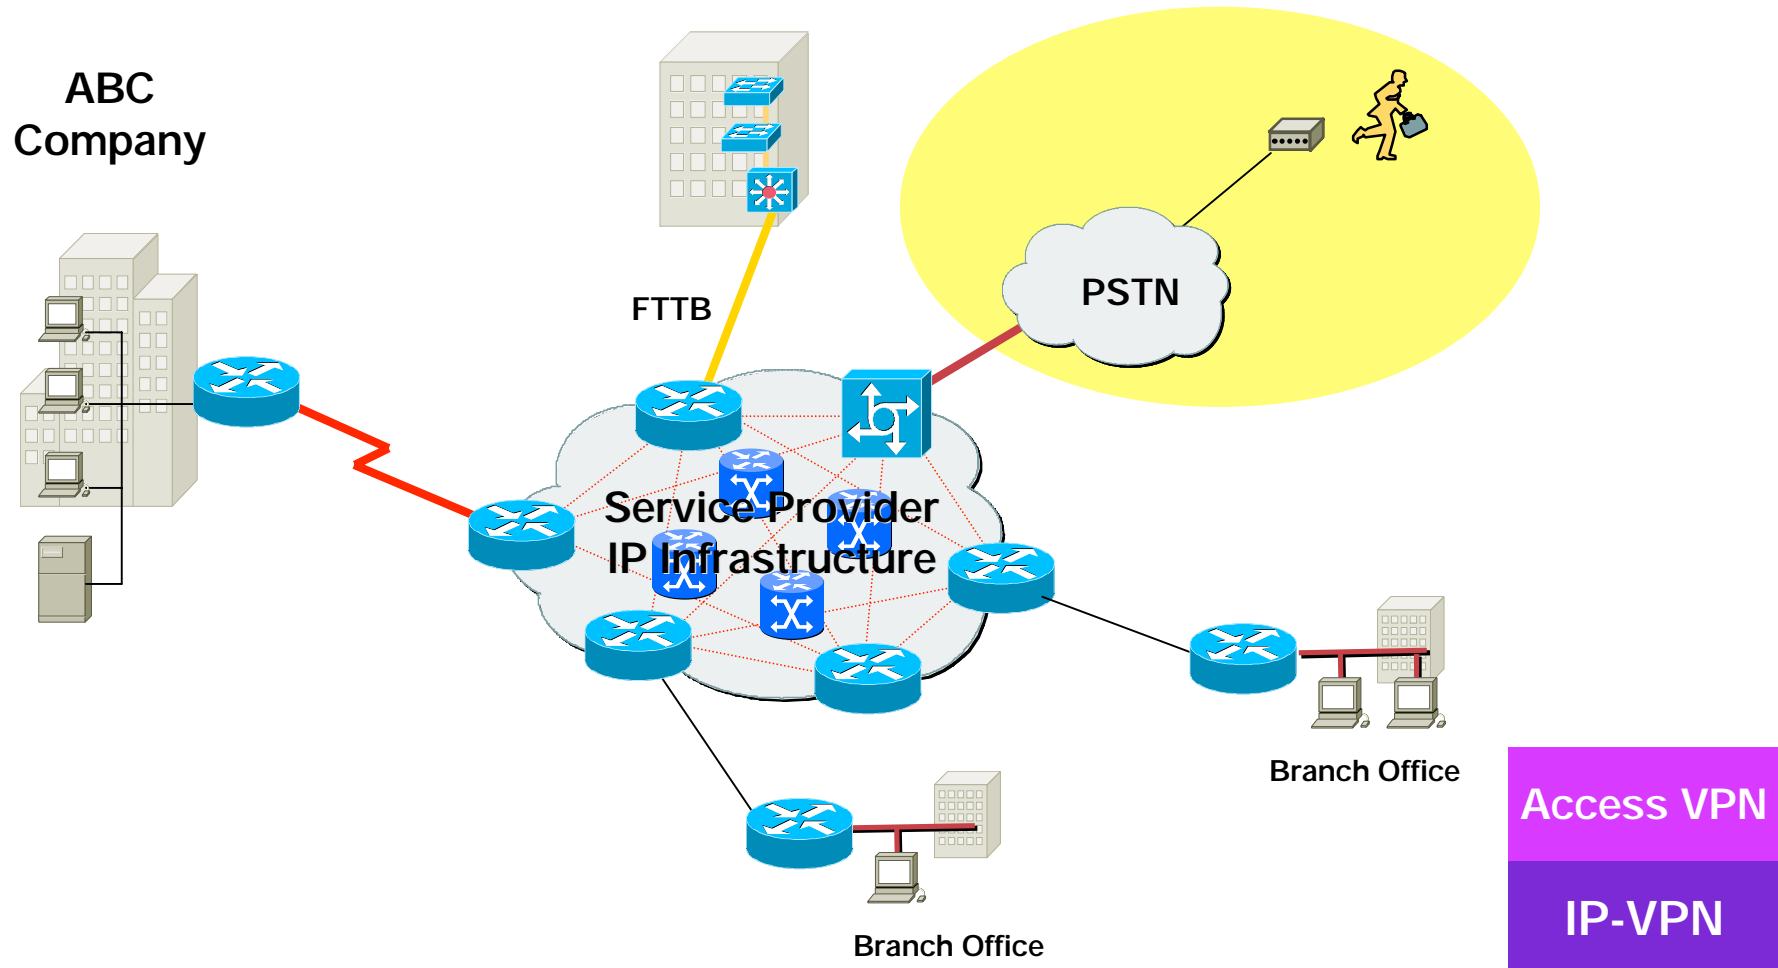 ABC
Company
FTTB
PSTN
Service Provider
IP Infrastructure
Branch Office
Branch Office
Access VPN
IP-VPN